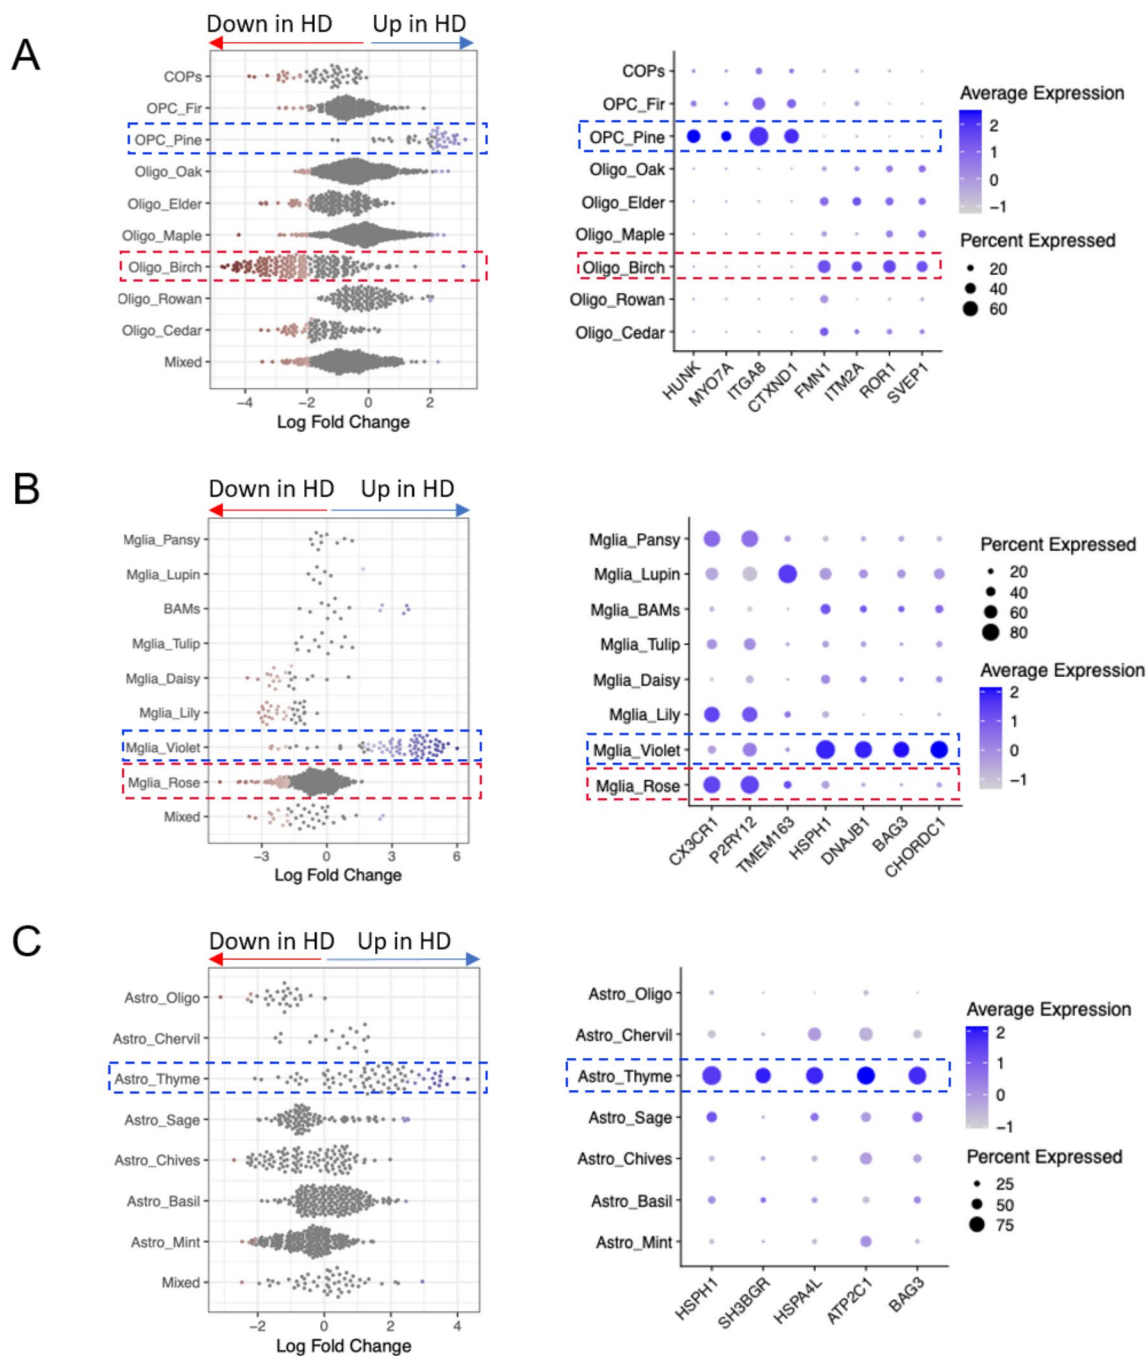 A
Down in HD Up in HD
COPs
OPC_Fir
OPC_Pine
Oligo_Oak
Oligo_Elder
Oligo_Maple
Oligo_Birch
Oligo_Rowan
Oligo_Cedar
Mixed
−4 −2 0 2
Log Fold Change
COPs
OPC_Fir
OPC_Pine
Oligo_Oak
Oligo_Elder
Oligo_Maple
Oligo_Birch
Oligo_Rowan
Oligo_Cedar
HUNK MYO7A ITGA8 CTXND1 FMN1 ITM2A ROR1 SVEP1
Average Expression
2
1
0
−1
Percent Expressed
20
40
60
B
Down in HD Up in HD
Mglia_Pansy
Mglia_Lupin
BAMs
Mglia_Tulip
Mglia_Daisy
Mglia_Lily
Mglia_Violet
Mglia_Rose
Mixed
−3 0 3 6
Log Fold Change
Mglia_Pansy
Mglia_Lupin
Mglia_BAMs
Mglia_Tulip
Mglia_Daisy
Mglia_Lily
Mglia_Violet
Mglia_Rose
CX3CR1 P2RY12 TMEM163 HSPH1 DNAJB1 BAG3 CHORDC1
Percent Expressed
20
40
60
80
Average Expression
2
1
0
−1
C
Down in HD Up in HD
Astro_Oligo
Astro_Chervil
Astro_Thyme
Astro_Sage
Astro_Chives
Astro_Basil
Astro_Mint
Mixed
−2 0 2 4
Log Fold Change
Astro_Oligo
Astro_Chervil
Astro_Thyme
Astro_Sage
Astro_Chives
Astro_Basil
Astro_Mint
HSPH1 SH3BGR HSPA4L ATP2C1 BAG3
Average Expression
2
1
0
−1
Percent Expressed
25
50
75